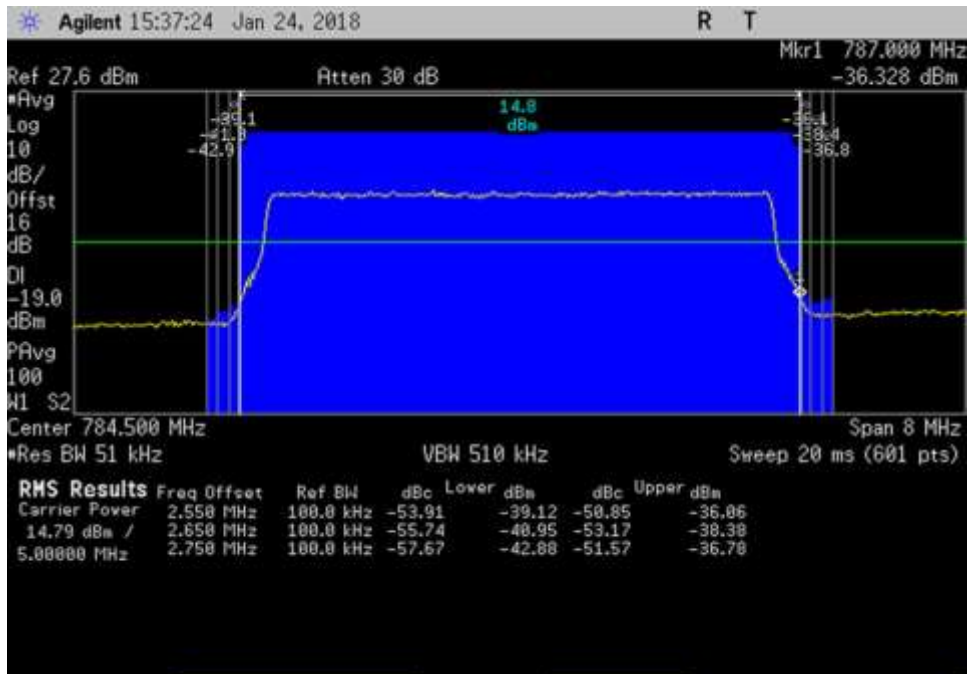 Agilent 15:37:24 Jan 24, 2018 R T
Mkr1 787.000 MHz
Ref 27.6 dBm Atten 30 dB -36.328 dBm
*Avg
Log
10
dB/
Offst
16
dB
DI
-19.0
dBm
PAvg
100
W1 S2
14.8
dBm
-39.1
-42.9
-36.8
Center 784.500 MHz Span 8 MHz
*Res BW 51 kHz VBW 510 kHz Sweep 20 ms (601 pts)
RMS Results Freq Offset Ref BW dBc Lower dBm dBc Upper dBm
Carrier Power 2.550 MHz 100.0 kHz -53.91 -39.12 -50.85 -36.06
14.79 dBm / 2.650 MHz 100.0 kHz -55.74 -40.95 -53.17 -38.38
5.00000 MHz 2.750 MHz 100.0 kHz -57.67 -42.88 -51.57 -36.78